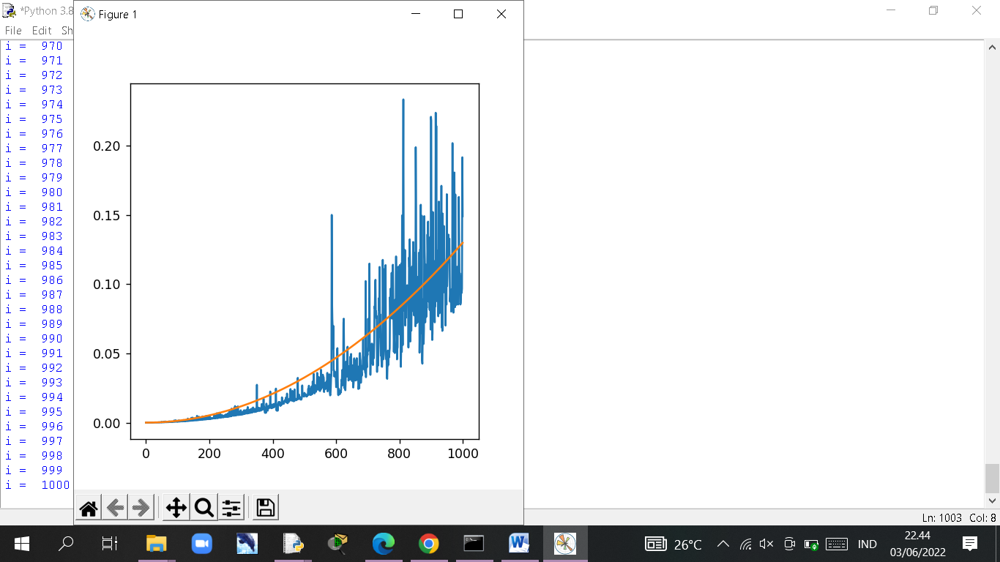 *Python 3.8
Figure 1
File Edit Sh
i = 970
i = 971
i = 972
i = 973
i = 974
i = 975
i = 976
i = 977
i = 978
i = 979
i = 980
i = 981
i = 982
i = 983
i = 984
i = 985
i = 986
i = 987
i = 988
i = 989
i = 990
i = 991
i = 992
i = 993
i = 994
i = 995
i = 996
i = 997
i = 998
i = 999
i = 1000
0.20
0.15
0.10
0.05
0.00
0 200 400 600 800 1000
Ln: 1003 Col: 8
26°C
IND
22.44
03/06/2022